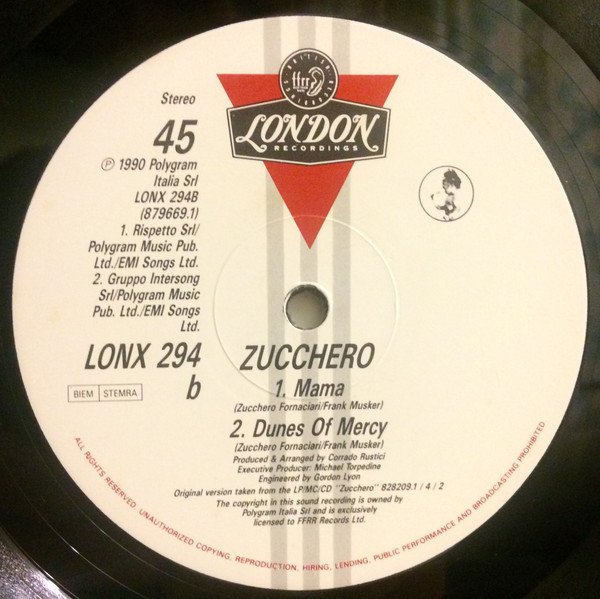 BRITISH RECORDINGS
ffrr
LONDON
RECORDINGS
Stereo
45
Ⓟ 1990 Polygram
Italia Srl
LONX 294B
(879669.1)
1. Rispetto Srl/
Polygram Music Pub.
Ltd./EMI Songs Ltd.
2. Gruppo Intersong
Srl/Polygram Music
Pub. Ltd./EMI Songs
Ltd.
LONX 294
b
BIEM STEMRA
ZUCCHERO
1. Mama
(Zucchero Fornaciari/Frank Musker)
2. Dunes Of Mercy
(Zucchero Fornaciari/Frank Musker)
Produced & Arranged by Corrado Rustici
Executive Producer: Michael Torpedine
Engineered by Gordon Lyon
Original version taken from the LP/MC/CD "Zucchero" 828209.1 / 4 / 2
The copyright in this sound recording is owned by
Polygram Italia Srl and is exclusively
licensed to FFRR Records Ltd.
ALL RIGHTS RESERVED. UNAUTHORIZED COPYING, REPRODUCTION, HIRING, LENDING, PUBLIC PERFORMANCE AND BROADCASTING PROHIBITED